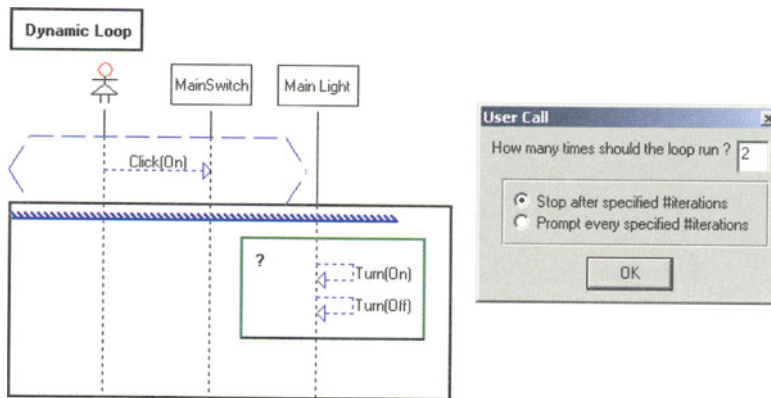 Dynamic Loop
MainSwitch
Main Light
Click(On)
?
Turn(On)
Turn(Off)
User Call
How many times should the loop run ? 2
Stop after specified #iterations
Prompt every specified #iterations
OK